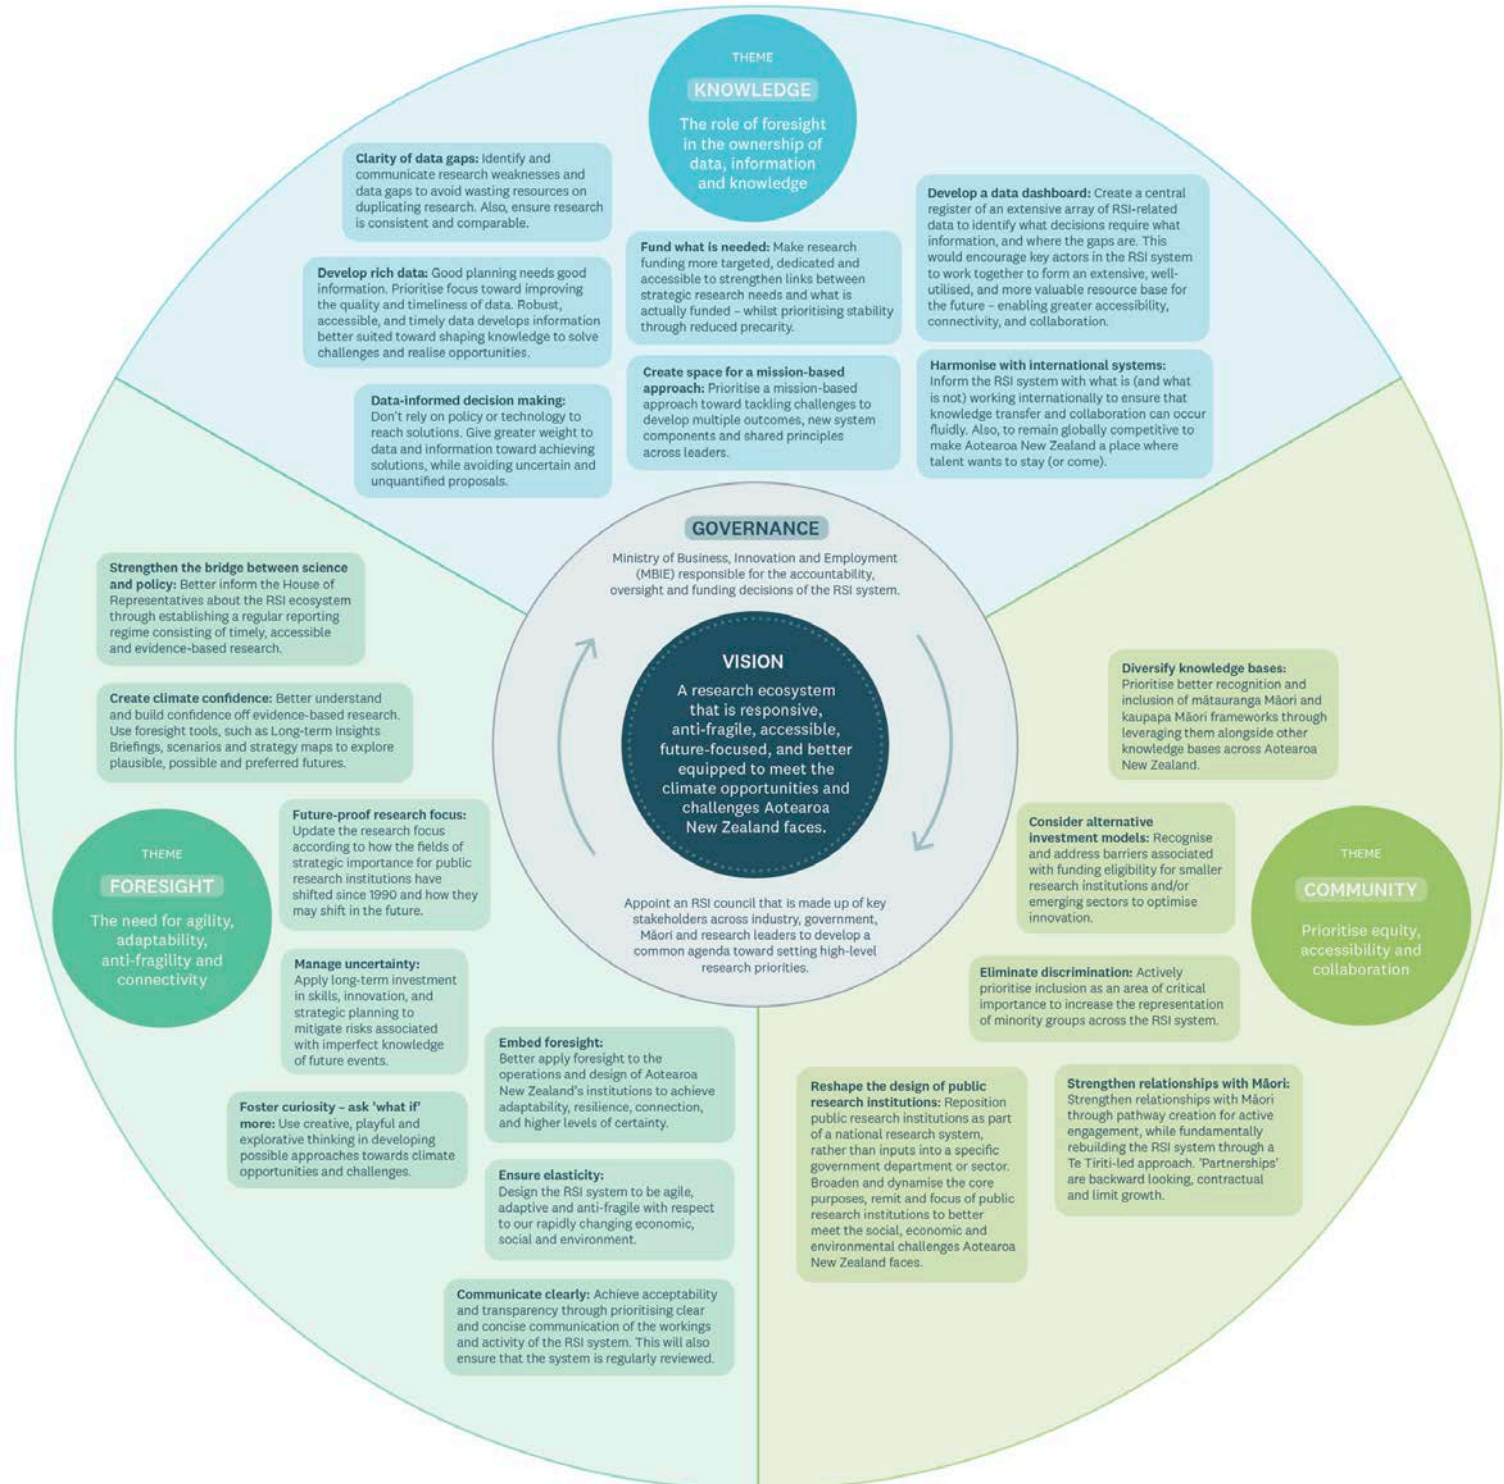 THEME
KNOWLEDGE
The role of foresight
in the ownership of
data, information
and knowledge
Clarity of data gaps: Identify and
communicate research weaknesses and
data gaps to avoid wasting resources on
duplicating research. Also, ensure research
is consistent and comparable.
Develop rich data: Good planning needs good
information. Prioritise focus toward improving
the quality and timeliness of data. Robust,
accessible, and timely data develops information
better suited toward shaping knowledge to solve
challenges and realise opportunities.
Data-informed decision making:
Don't rely on policy or technology to
reach solutions. Give greater weight to
data and information toward achieving
solutions, while avoiding uncertain and
unquantified proposals.
Fund what is needed: Make research
funding more targeted, dedicated and
accessible to strengthen links between
strategic research needs and what is
actually funded – whilst prioritising stability
through reduced precarity.
Create space for a mission-based
approach: Prioritise a mission-based
approach toward tackling challenges to
develop multiple outcomes, new system
components and shared principles
across leaders.
Develop a data dashboard: Create a central
register of an extensive array of RSI-related
data to identify what decisions require what
information, and where the gaps are. This
would encourage key actors in the RSI system
to work together to form an extensive, well-
utilised, and more valuable resource base for
the future – enabling greater accessibility,
connectivity, and collaboration.
Harmonise with international systems:
Inform the RSI system with what is (and what
is not) working internationally to ensure that
knowledge transfer and collaboration can occur
fluidly. Also, to remain globally competitive to
make Aotearoa New Zealand a place where
talent wants to stay (or come).
GOVERNANCE
Ministry of Business, Innovation and Employment
(MBIE) responsible for the accountability,
oversight and funding decisions of the RSI system.
VISION
A research ecosystem
that is responsive,
anti-fragile, accessible,
future-focused, and better
equipped to meet the
climate opportunities and
challenges Aotearoa
New Zealand faces.
Appoint an RSI council that is made up of key
stakeholders across industry, government,
Māori and research leaders to develop a
common agenda toward setting high-level
research priorities.
Strengthen the bridge between science
and policy: Better inform the House of
Representatives about the RSI ecosystem
through establishing a regular reporting
regime consisting of timely, accessible
and evidence-based research.
Create climate confidence: Better understand
and build confidence off evidence-based research.
Use foresight tools, such as Long-term Insights
Briefings, scenarios and strategy maps to explore
plausible, possible and preferred futures.
THEME
FORESIGHT
The need for agility,
adaptability,
anti-fragility and
connectivity
Future-proof research focus:
Update the research focus
according to how the fields of
strategic importance for public
research institutions have
shifted since 1990 and how they
may shift in the future.
Manage uncertainty:
Apply long-term investment
in skills, innovation, and
strategic planning to
mitigate risks associated
with imperfect knowledge
of future events.
Foster curiosity – ask 'what if'
more: Use creative, playful and
explorative thinking in developing
possible approaches towards climate
opportunities and challenges.
Embed foresight:
Better apply foresight to the
operations and design of Aotearoa
New Zealand's institutions to achieve
adaptability, resilience, connection,
and higher levels of certainty.
Ensure elasticity:
Design the RSI system to be agile,
adaptive and anti-fragile with respect
to our rapidly changing economic,
social and environment.
Communicate clearly: Achieve acceptability
and transparency through prioritising clear
and concise communication of the workings
and activity of the RSI system. This will also
ensure that the system is regularly reviewed.
Diversify knowledge bases:
Prioritise better recognition and
inclusion of mātauranga Māori and
kaupapa Māori frameworks through
leveraging them alongside other
knowledge bases across Aotearoa
New Zealand.
Consider alternative
investment models: Recognise
and address barriers associated
with funding eligibility for smaller
research institutions and/or
emerging sectors to optimise
innovation.
THEME
COMMUNITY
Prioritise equity,
accessibility and
collaboration
Eliminate discrimination: Actively
prioritise inclusion as an area of critical
importance to increase the representation
of minority groups across the RSI system.
Reshape the design of public
research institutions: Reposition
public research institutions as part
of a national research system,
rather than inputs into a specific
government department or sector.
Broaden and dynamise the core
purposes, remit and focus of public
research institutions to better
meet the social, economic and
environmental challenges Aotearoa
New Zealand faces.
Strengthen relationships with Māori:
Strengthen relationships with Māori
through pathway creation for active
engagement, while fundamentally
rebuilding the RSI system through a
Te Tiriti-led approach. 'Partnerships'
are backward looking, contractual
and limit growth.